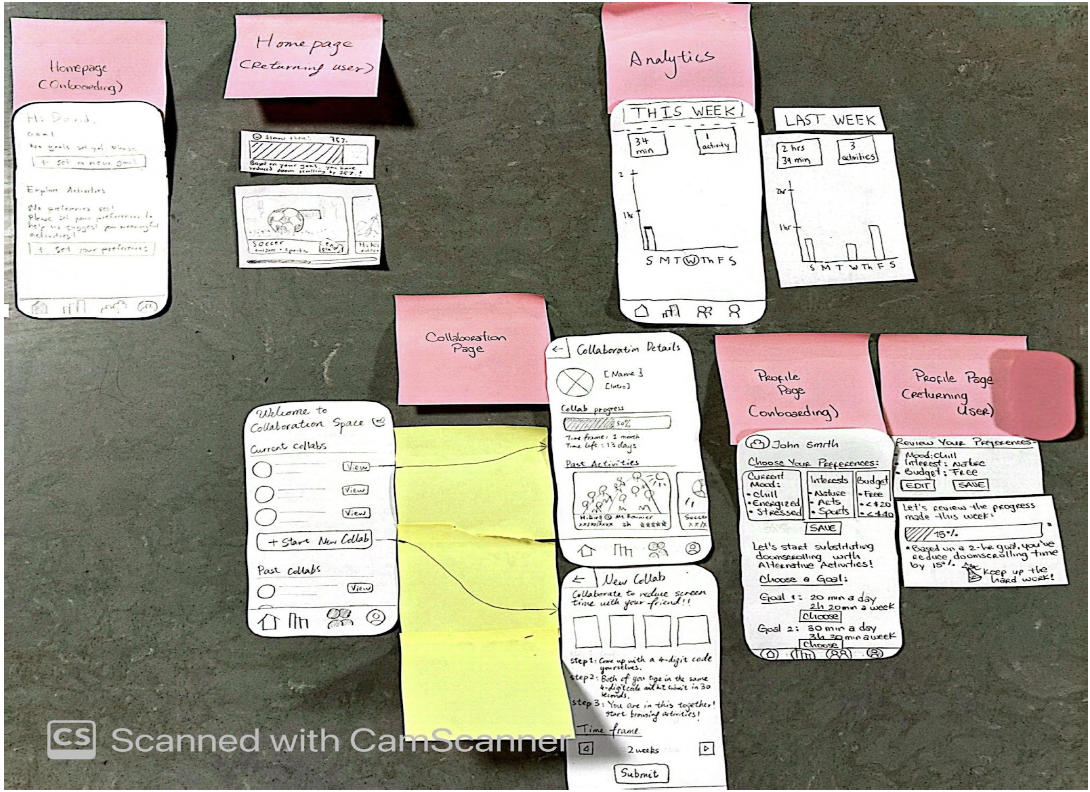 Homepage
(Onboarding)
Hi David,
Goal
No goals set yet. Please
+ Set a new goal
Explore Activities
No preferences set!
Please set your preferences to
help us suggest you meaningful
activities!
+ Set your preferences
Homepage
(Returning user)
75%
Based on your goal, you have
reduced doom scrolling by 75%!
Soccer
Analytics
THIS WEEK
34
min
1
activity
2
1hr
S M T W Th F S
LAST WEEK
2 hrs
39 min
3
activities
2hr
1hr
S M T W Th F S
Collaboration
Page
Welcome to
Collaboration Space
Current Collabs
View
View
View
+ Start New Collab
Past Collabs
View
← Collaboration Details
[Name]
[Intro]
Collab progress
50%
Time frame: 1 month
Time left: 13 days
Past Activities
Hiking @ Mt Rainier
xx/xx/xxxx 5h *****
Soccer
xx/x
← New Collab
Collaborate to reduce screen
time with your friend!!
Step 1: Come up with a 4-digit code
yourselves.
Step 2: Both of you type in the same
4-digit code and hit submit in 30
seconds.
Step 3: You are in this together!
Start browsing activities!
Time frame
2 weeks
Submit
Profile
Page
(onboarding)
John Smith
Choose Your Preferences:
Current
Mood:
• Chill
• Energized
• Stressed
Interests
• Nature
• Arts
• Sports
Budget
• Free
• <$20
• <$40
SAVE
Let's start substituting
doomscrolling with
Alternative Activities!
Choose a Goal:
Goal 1: 20 min a day
2h 20min a week
Choose
Goal 2: 30 min a day
3h 30 min a week
Choose
Profile Page
(returning
User)
Review Your Preferences:
• Mood: Chill
• Interest: Nature
• Budget: Free
EDIT SAVE
Let's review the progress
made this week!
15%
* Based on a 2-hr goal, you've
reduce doomscrolling time
by 15%
Keep up the
hard work!
CS Scanned with CamScanner